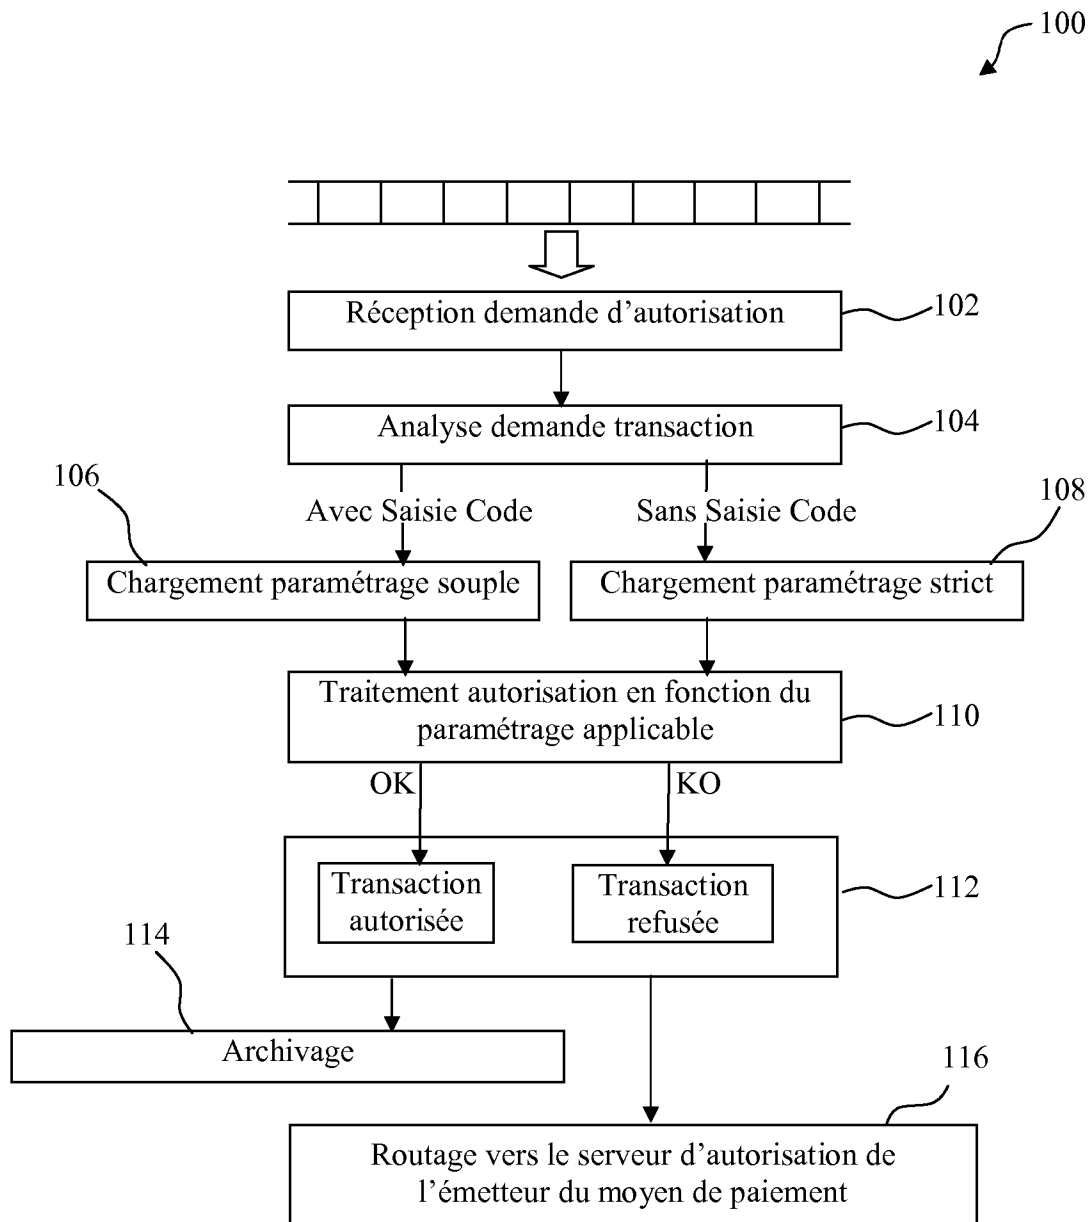 100
Réception demande d’autorisation
102
Analyse demande transaction
104
106
Avec Saisie Code
Sans Saisie Code
108
Chargement paramétrage souple
Chargement paramétrage strict
Traitement autorisation en fonction du
paramétrage applicable
110
OK
KO
Transaction
autorisée
Transaction
refusée
112
114
Archivage
116
Routage vers le serveur d’autorisation de
l’émetteur du moyen de paiement